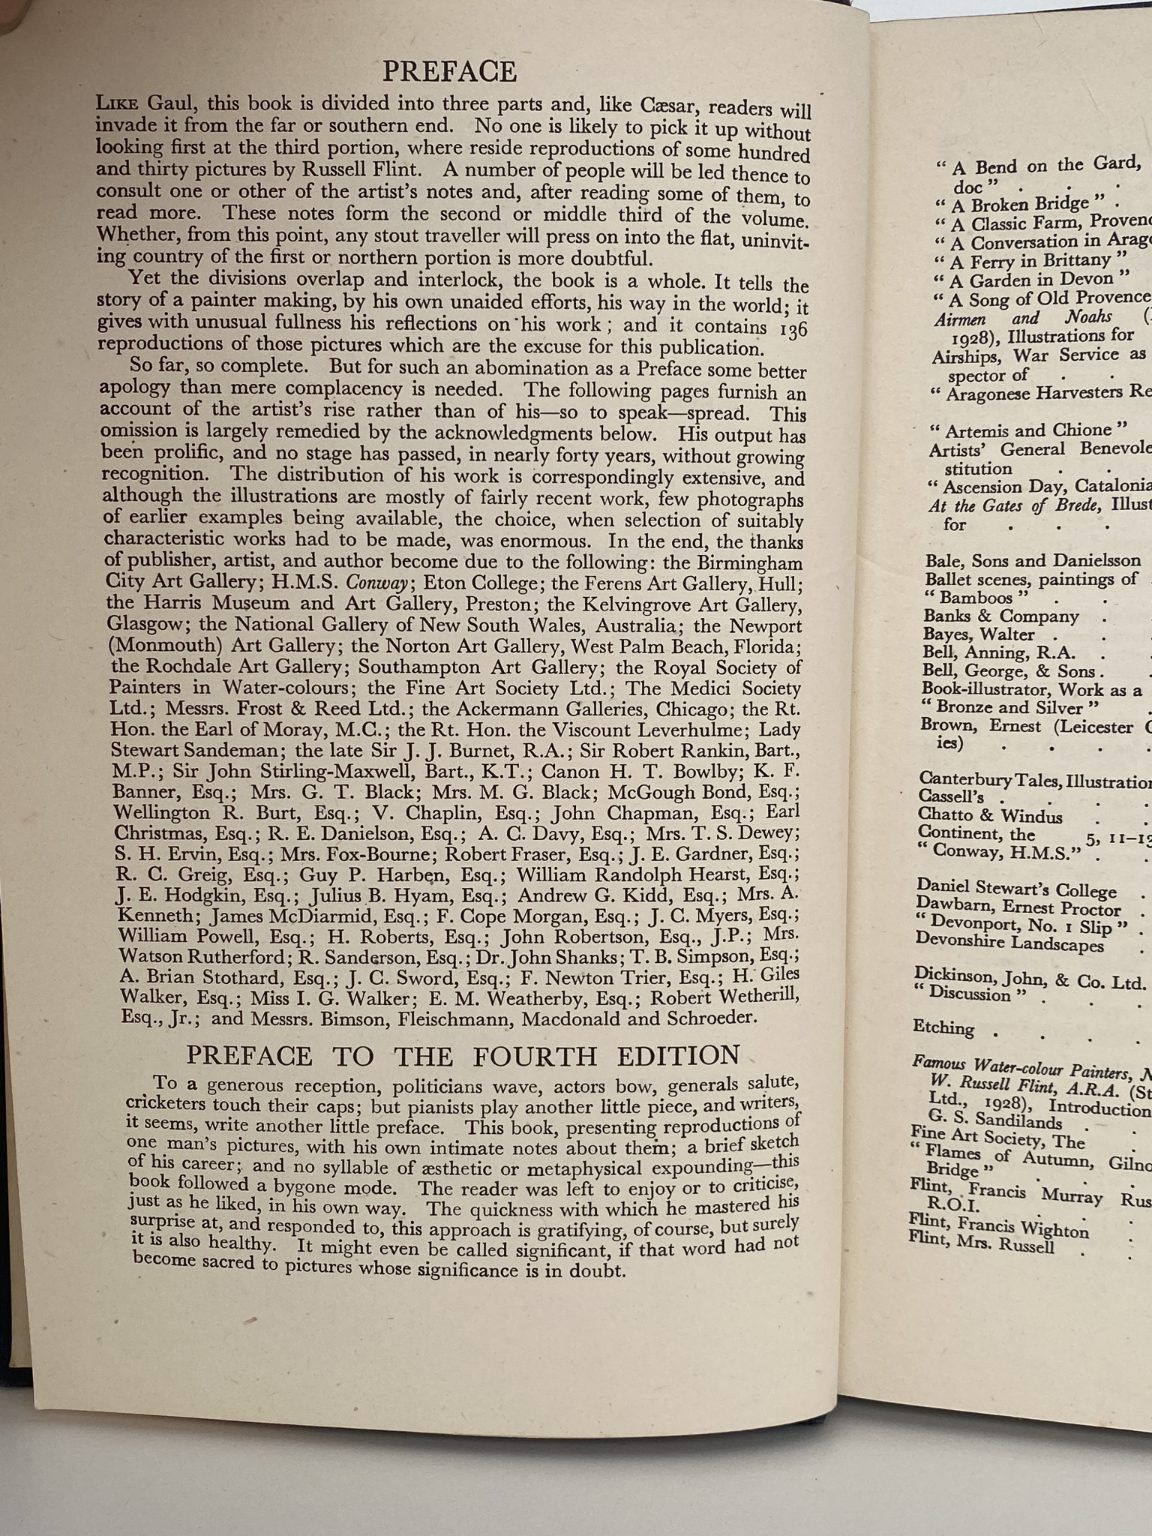 PREFACE
LIKE Gaul, this book is divided into three parts and, like Cæsar, readers will
invade it from the far or southern end. No one is likely to pick it up without
looking first at the third portion, where reside reproductions of some hundred
and thirty pictures by Russell Flint. A number of people will be led thence to
consult one or other of the artist's notes and, after reading some of them, to
read more. These notes form the second or middle third of the volume.
Whether, from this point, any stout traveller will press on into the flat, uninvit-
ing country of the first or northern portion is more doubtful.
Yet the divisions overlap and interlock, the book is a whole. It tells the
story of a painter making, by his own unaided efforts, his way in the world; it
gives with unusual fullness his reflections on his work; and it contains 136
reproductions of those pictures which are the excuse for this publication.
So far, so complete. But for such an abomination as a Preface some better
apology than mere complacency is needed. The following pages furnish an
account of the artist's rise rather than of his—so to speak—spread. This
omission is largely remedied by the acknowledgments below. His output has
been prolific, and no stage has passed, in nearly forty years, without growing
recognition. The distribution of his work is correspondingly extensive, and
although the illustrations are mostly of fairly recent work, few photographs
of earlier examples being available, the choice, when selection of suitably
characteristic works had to be made, was enormous. In the end, the thanks
of publisher, artist, and author become due to the following: the Birmingham
City Art Gallery; H.M.S. Conway; Eton College; the Ferens Art Gallery, Hull;
the Harris Museum and Art Gallery, Preston; the Kelvingrove Art Gallery,
Glasgow; the National Gallery of New South Wales, Australia; the Newport
(Monmouth) Art Gallery; the Norton Art Gallery, West Palm Beach, Florida;
the Rochdale Art Gallery; Southampton Art Gallery; the Royal Society of
Painters in Water-colours; the Fine Art Society Ltd.; The Medici Society
Ltd.; Messrs. Frost & Reed Ltd.; the Ackermann Galleries, Chicago; the Rt.
Hon. the Earl of Moray, M.C.; the Rt. Hon. the Viscount Leverhulme; Lady
Stewart Sandeman; the late Sir J. J. Burnet, R.A.; Sir Robert Rankin, Bart.,
M.P.; Sir John Stirling-Maxwell, Bart., K.T.; Canon H. T. Bowlby; K. F.
Banner, Esq.; Mrs. G. T. Black; Mrs. M. G. Black; McGough Bond, Esq.;
Wellington R. Burt, Esq.; V. Chaplin, Esq.; John Chapman, Esq.; Earl
Christmas, Esq.; R. E. Danielson, Esq.; A. C. Davy, Esq.; Mrs. T. S. Dewey;
S. H. Ervin, Esq.; Mrs. Fox-Bourne; Robert Fraser, Esq.; J. E. Gardner, Esq.;
R. C. Greig, Esq.; Guy P. Harben, Esq.; William Randolph Hearst, Esq.;
J. E. Hodgkin, Esq.; Julius B. Hyam, Esq.; Andrew G. Kidd, Esq.; Mrs. A.
Kenneth; James McDiarmid, Esq.; F. Cope Morgan, Esq.; J. C. Myers, Esq.;
William Powell, Esq.; H. Roberts, Esq.; John Robertson, Esq., J.P.; Mrs.
Watson Rutherford; R. Sanderson, Esq.; Dr. John Shanks; T. B. Simpson, Esq.;
A. Brian Stothard, Esq.; J. C. Sword, Esq.; F. Newton Trier, Esq.; H. Giles
Walker, Esq.; Miss I. G. Walker; E. M. Weatherby, Esq.; Robert Wetherill,
Esq., Jr.; and Messrs. Bimson, Fleischmann, Macdonald and Schroeder.
PREFACE TO THE FOURTH EDITION
To a generous reception, politicians wave, actors bow, generals salute,
cricketers touch their caps; but pianists play another little piece, and writers,
it seems, write another little preface. This book, presenting reproductions of
one man's pictures, with his own intimate notes about them; a brief sketch
of his career; and no syllable of æsthetic or metaphysical expounding—this
book followed a bygone mode. The reader was left to enjoy or to criticise,
just as he liked, in his own way. The quickness with which he mastered his
surprise at, and responded to, this approach is gratifying, of course, but surely
it is also healthy. It might even be called significant, if that word had not
become sacred to pictures whose significance is in doubt.
“ A Bend on the Gard,
doc ” . . .
“ A Broken Bridge ” .
“ A Classic Farm, Provenc
“ A Conversation in Arago
“ A Ferry in Brittany ”
“ A Garden in Devon ”
“ A Song of Old Provence
Airmen and Noahs (
1928), Illustrations for
Airships, War Service as
spector of . .
“ Aragonese Harvesters Re
“ Artemis and Chione ”
Artists' General Benevole
stitution . .
“ Ascension Day, Catalonia
At the Gates of Brede, Illust
for . . .
Bale, Sons and Danielsson
Ballet scenes, paintings of
“ Bamboos ” . .
Banks & Company .
Bayes, Walter . .
Bell, Anning, R.A. .
Bell, George, & Sons .
Book-illustrator, Work as a
“ Bronze and Silver ”
Brown, Ernest (Leicester G
ies) . . . .
Canterbury Tales, Illustration
Cassell's . . . .
Chatto & Windus . .
Continent, the 5, 11-13
“ Conway, H.M.S.” . .
Daniel Stewart's College .
Dawbarn, Ernest Proctor .
“ Devonport, No. 1 Slip ” .
Devonshire Landscapes .
Dickinson, John, & Co. Ltd.
“ Discussion ” . . .
Etching . . . .
Famous Water-colour Painters, N
W. Russell Flint, A.R.A. (St
Ltd., 1928), Introduction
G. S. Sandilands . .
Fine Art Society, The
“ Flames of Autumn, Gilno
Bridge ” . . .
Flint, Francis Murray Rus
R.O.I. . . .
Flint, Francis Wighton .
Flint, Mrs. Russell . .